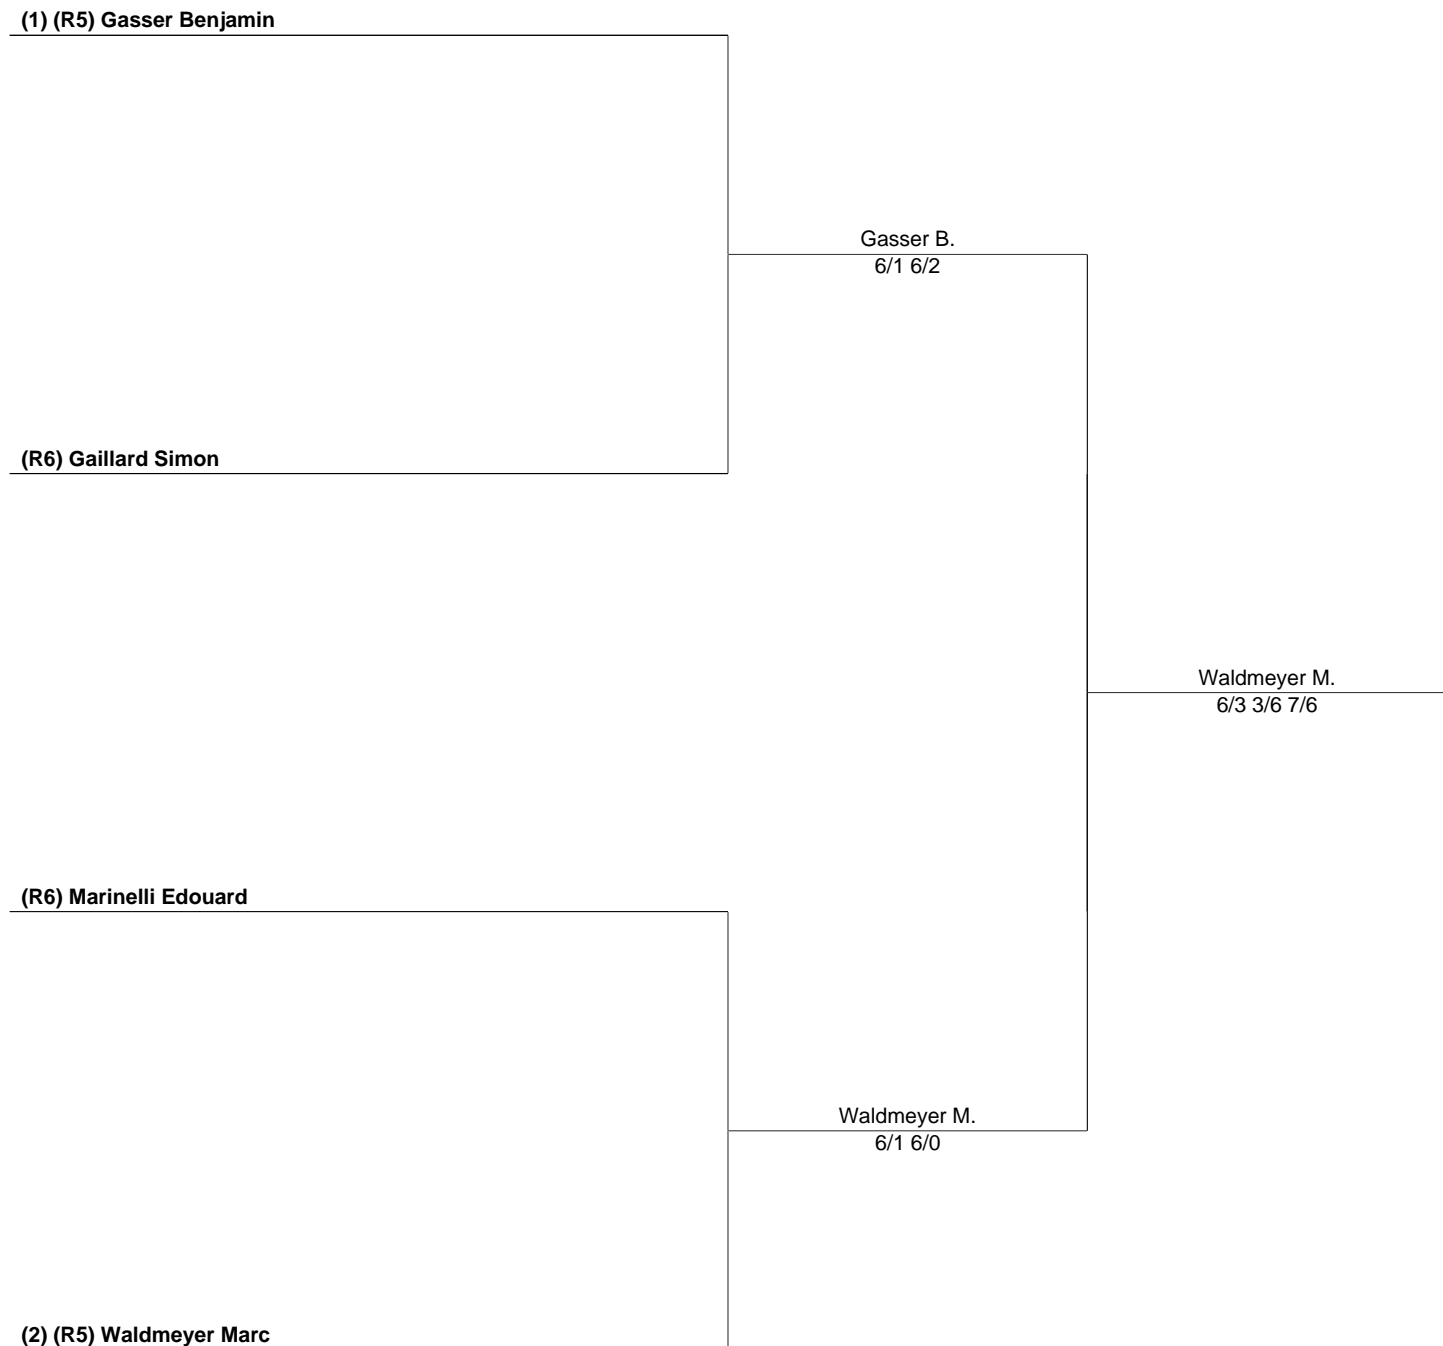 (1) (R5) Gasser Benjamin
Gasser B.
6/1 6/2
(R6) Gaillard Simon
Waldmeyer M.
6/3 3/6 7/6
(R6) Marinelli Edouard
Waldmeyer M.
6/1 6/0
(2) (R5) Waldmeyer Marc